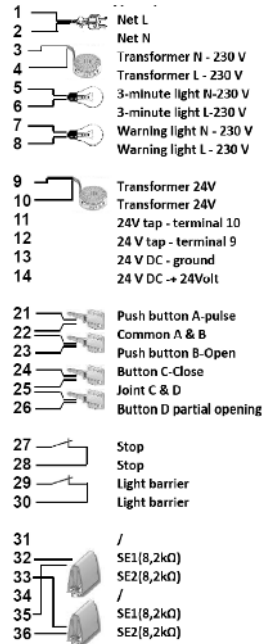 1 Net L
2 Net N
3 Transformer N - 230 V
4 Transformer L - 230 V
5 3-minute light N-230 V
6 3-minute light L-230 V
7 Warning light N - 230 V
8 Warning light L - 230 V
9 Transformer 24V
10 Transformer 24V
11 24V tap - terminal 10
12 24 V tap - terminal 9
13 24 V DC - ground
14 24 V DC -+ 24Volt
21 Push button A-pulse
22 Common A & B
23 Push button B-Open
24 Button C-Close
25 Joint C & D
26 Button D partial opening
27 Stop
28 Stop
29 Light barrier
30 Light barrier
31 /
32 SE1(8,2kΩ)
33 SE2(8,2kΩ)
34 /
35 SE1(8,2kΩ)
36 SE2(8,2kΩ)